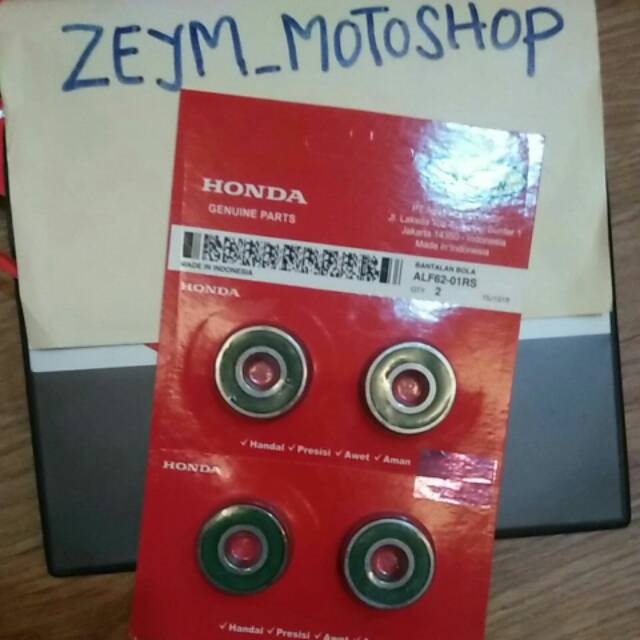 ZEYM_MOTOSHOP
HONDA
GENUINE PARTS
Jakarta 14350 - Indonesia
Made in Indonesia
MADE IN INDONESIA
BANTALAN BOLA
ALF62-01RS
QTY 2
HONDA
✓ Handal ✓ Presisi ✓ Awet ✓ Aman
HONDA
✓ Handal ✓ Presisi ✓ Awet ✓